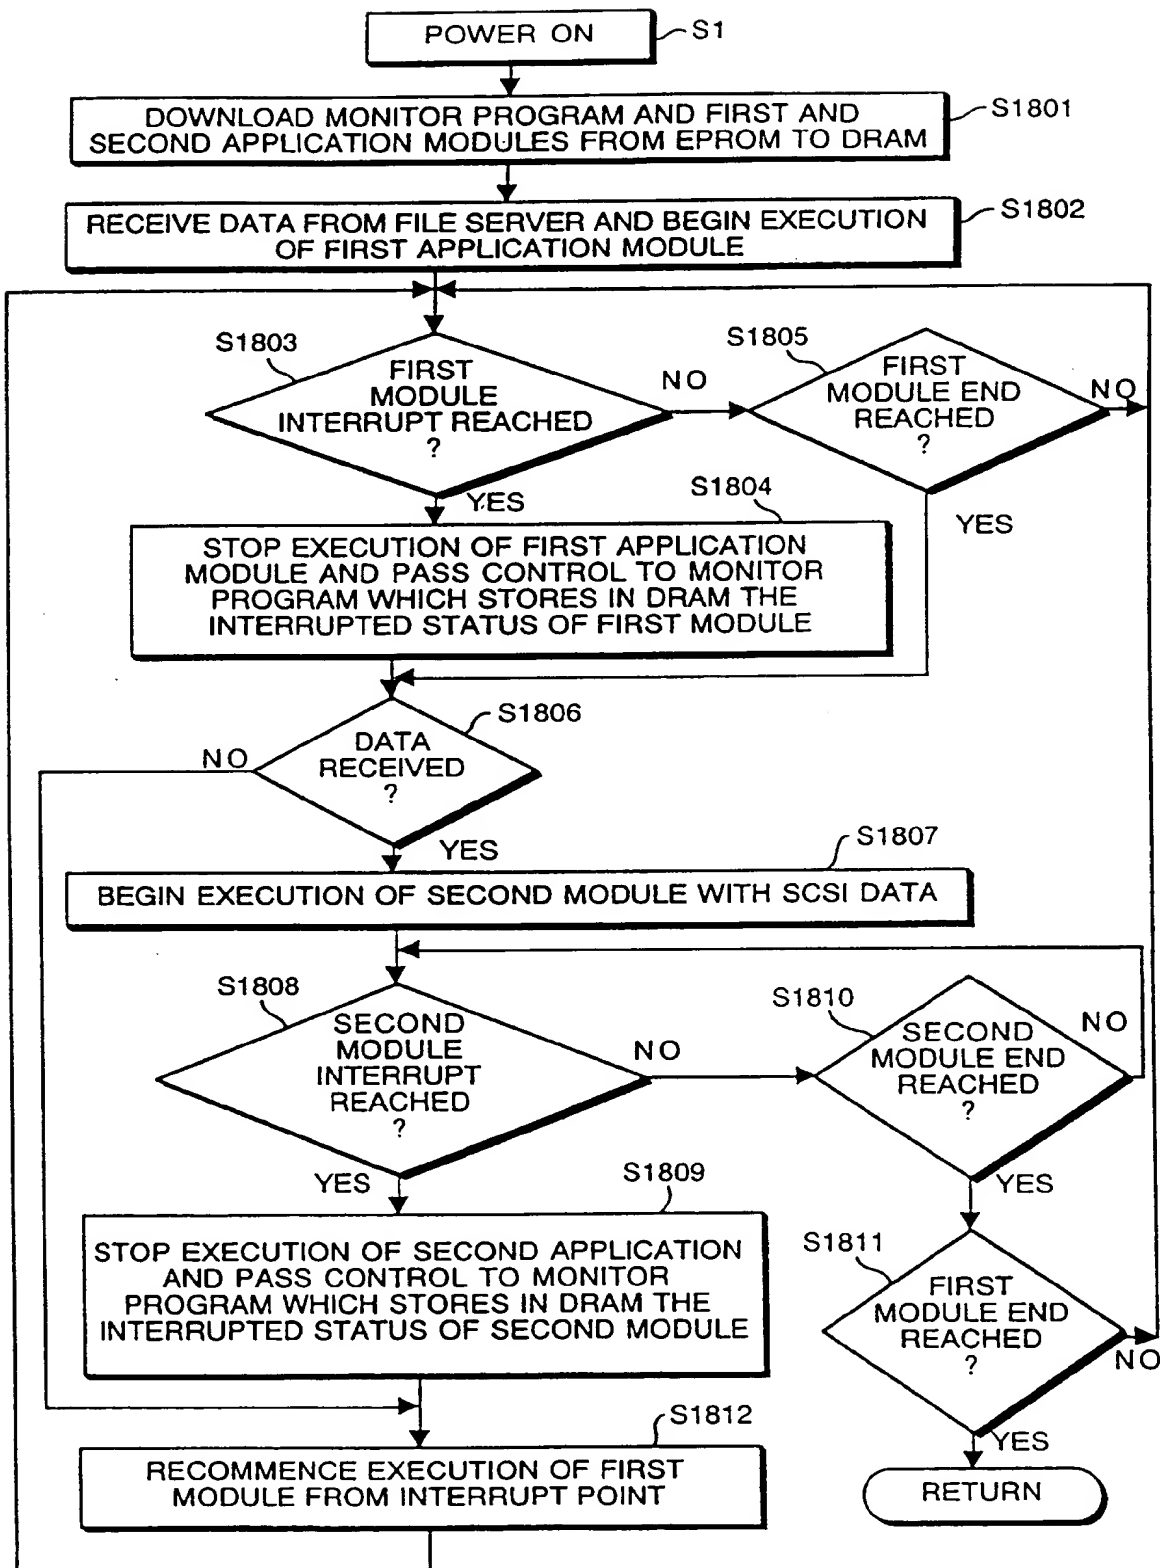 POWER ON
S1
DOWNLOAD MONITOR PROGRAM AND FIRST AND
SECOND APPLICATION MODULES FROM EPROM TO DRAM
S1801
RECEIVE DATA FROM FILE SERVER AND BEGIN EXECUTION
OF FIRST APPLICATION MODULE
S1802
S1803
FIRST
MODULE
INTERRUPT REACHED
?
NO
YES
S1805
FIRST
MODULE END
REACHED
?
NO
YES
S1804
STOP EXECUTION OF FIRST APPLICATION
MODULE AND PASS CONTROL TO MONITOR
PROGRAM WHICH STORES IN DRAM THE
INTERRUPTED STATUS OF FIRST MODULE
S1806
DATA
RECEIVED
?
NO
YES
S1807
BEGIN EXECUTION OF SECOND MODULE WITH SCSI DATA
S1808
SECOND
MODULE
INTERRUPT
REACHED
?
NO
YES
S1810
SECOND
MODULE END
REACHED
?
NO
YES
S1809
STOP EXECUTION OF SECOND APPLICATION
AND PASS CONTROL TO MONITOR
PROGRAM WHICH STORES IN DRAM THE
INTERRUPTED STATUS OF SECOND MODULE
S1811
FIRST
MODULE END
REACHED
?
NO
YES
S1812
RECOMMENCE EXECUTION OF FIRST
MODULE FROM INTERRUPT POINT
RETURN